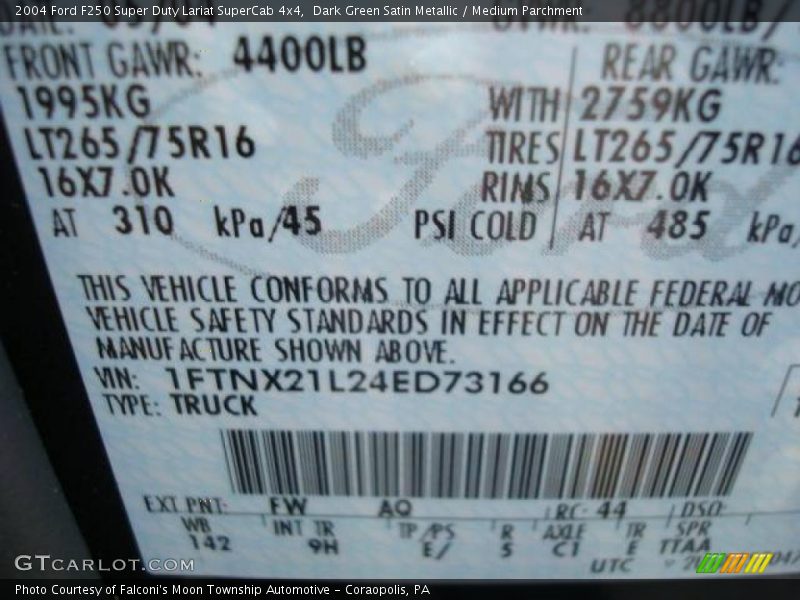 2004 Ford F250 Super Duty Lariat SuperCab 4x4, Dark Green Satin Metallic / Medium Parchment
FRONT GAWR: 4400LB REAR GAWR:
1995KG WITH 2759KG
LT265/75R16 TIRES LT265/75R16
16X7.0K RIMS 16X7.0K
AT 310 kPa/45 PSI COLD AT 485 kPa/
Ford
THIS VEHICLE CONFORMS TO ALL APPLICABLE FEDERAL MO
VEHICLE SAFETY STANDARDS IN EFFECT ON THE DATE OF
MANUFACTURE SHOWN ABOVE.
VIN: 1FTNX21L24ED73166
TYPE: TRUCK
EXT PNT: FW AQ RC: 44 DSO:
WB INT TR TP/PS R AXLE TR SPR
142 9H E/ 5 C1 E TTAA
UTC
GTCARLOT.COM
Photo Courtesy of Falconi's Moon Township Automotive - Coraopolis, PA